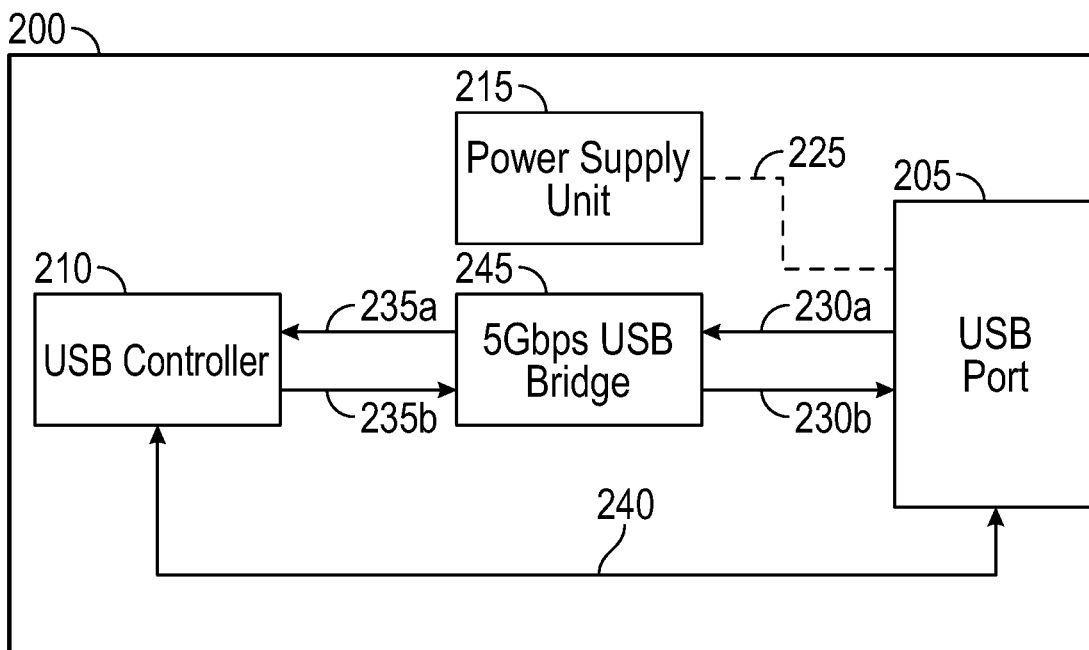 200
215
Power Supply
Unit
225
205
210
245
235a
230a
USB Controller
5Gbps USB
Bridge
USB
Port
235b
230b
240